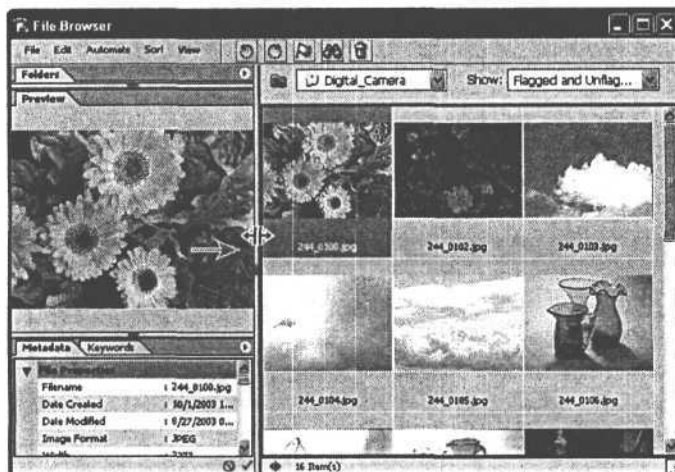 File Browser
File Edit Automate Sort View
Folders
Digital_Camera Show: Flagged and Unflag...
Preview
244_0100.jpg 244_0102.jpg 244_0103.jpg
Metadata Keywords
File Properties
Filename : 244_0100.jpg
Date Created
Date Modified
Image Format : JPEG
244_0104.jpg 244_0105.jpg 244_0106.jpg
16 Item(s)